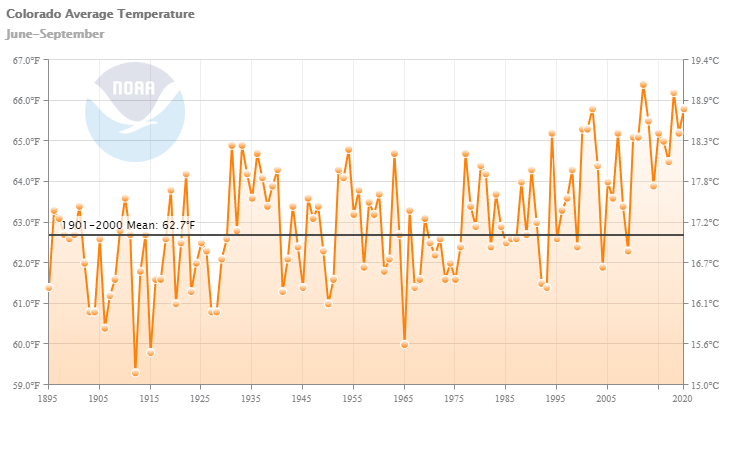 Colorado Average Temperature
June–September
67.0°F 19.4°C
NOAA
66.0°F 18.9°C
65.0°F 18.3°C
64.0°F 17.8°C
1901-2000 Mean: 62.7°F
63.0°F 17.2°C
62.0°F 16.7°C
61.0°F 16.1°C
60.0°F 15.6°C
59.0°F 15.0°C
1895 1905 1915 1925 1935 1945 1955 1965 1975 1985 1995 2005 2020